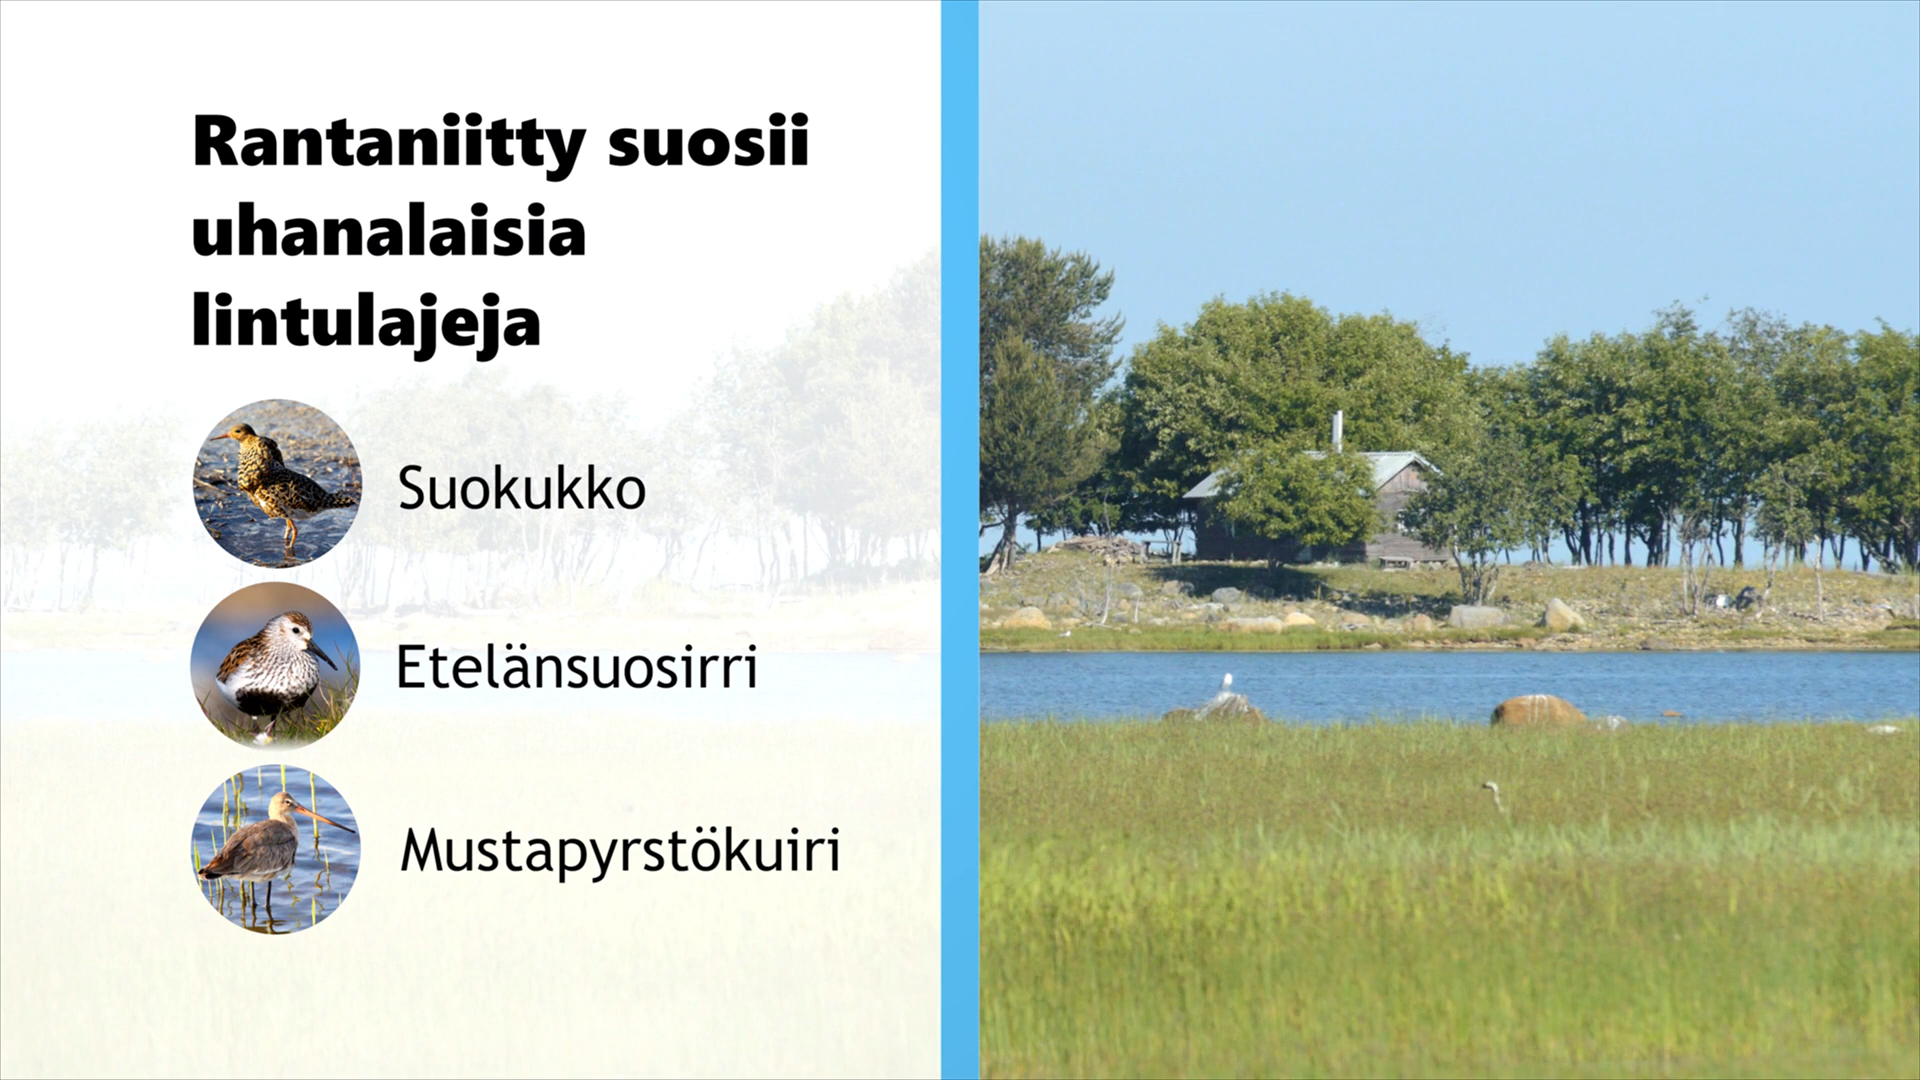 Rantaniitty suosii
uhanalaisia
lintulajeja
Suokukko
Etelänsuosirri
Mustapyrstökuiri